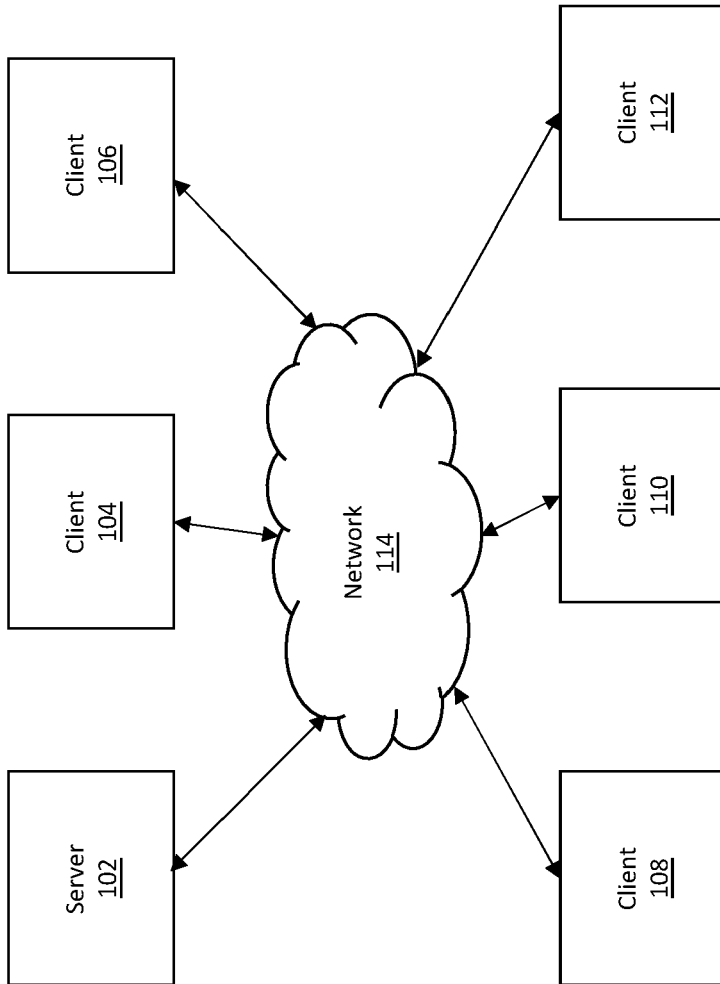 Server
102
Client
104
Client
106
Network
114
Client
108
Client
110
Client
112